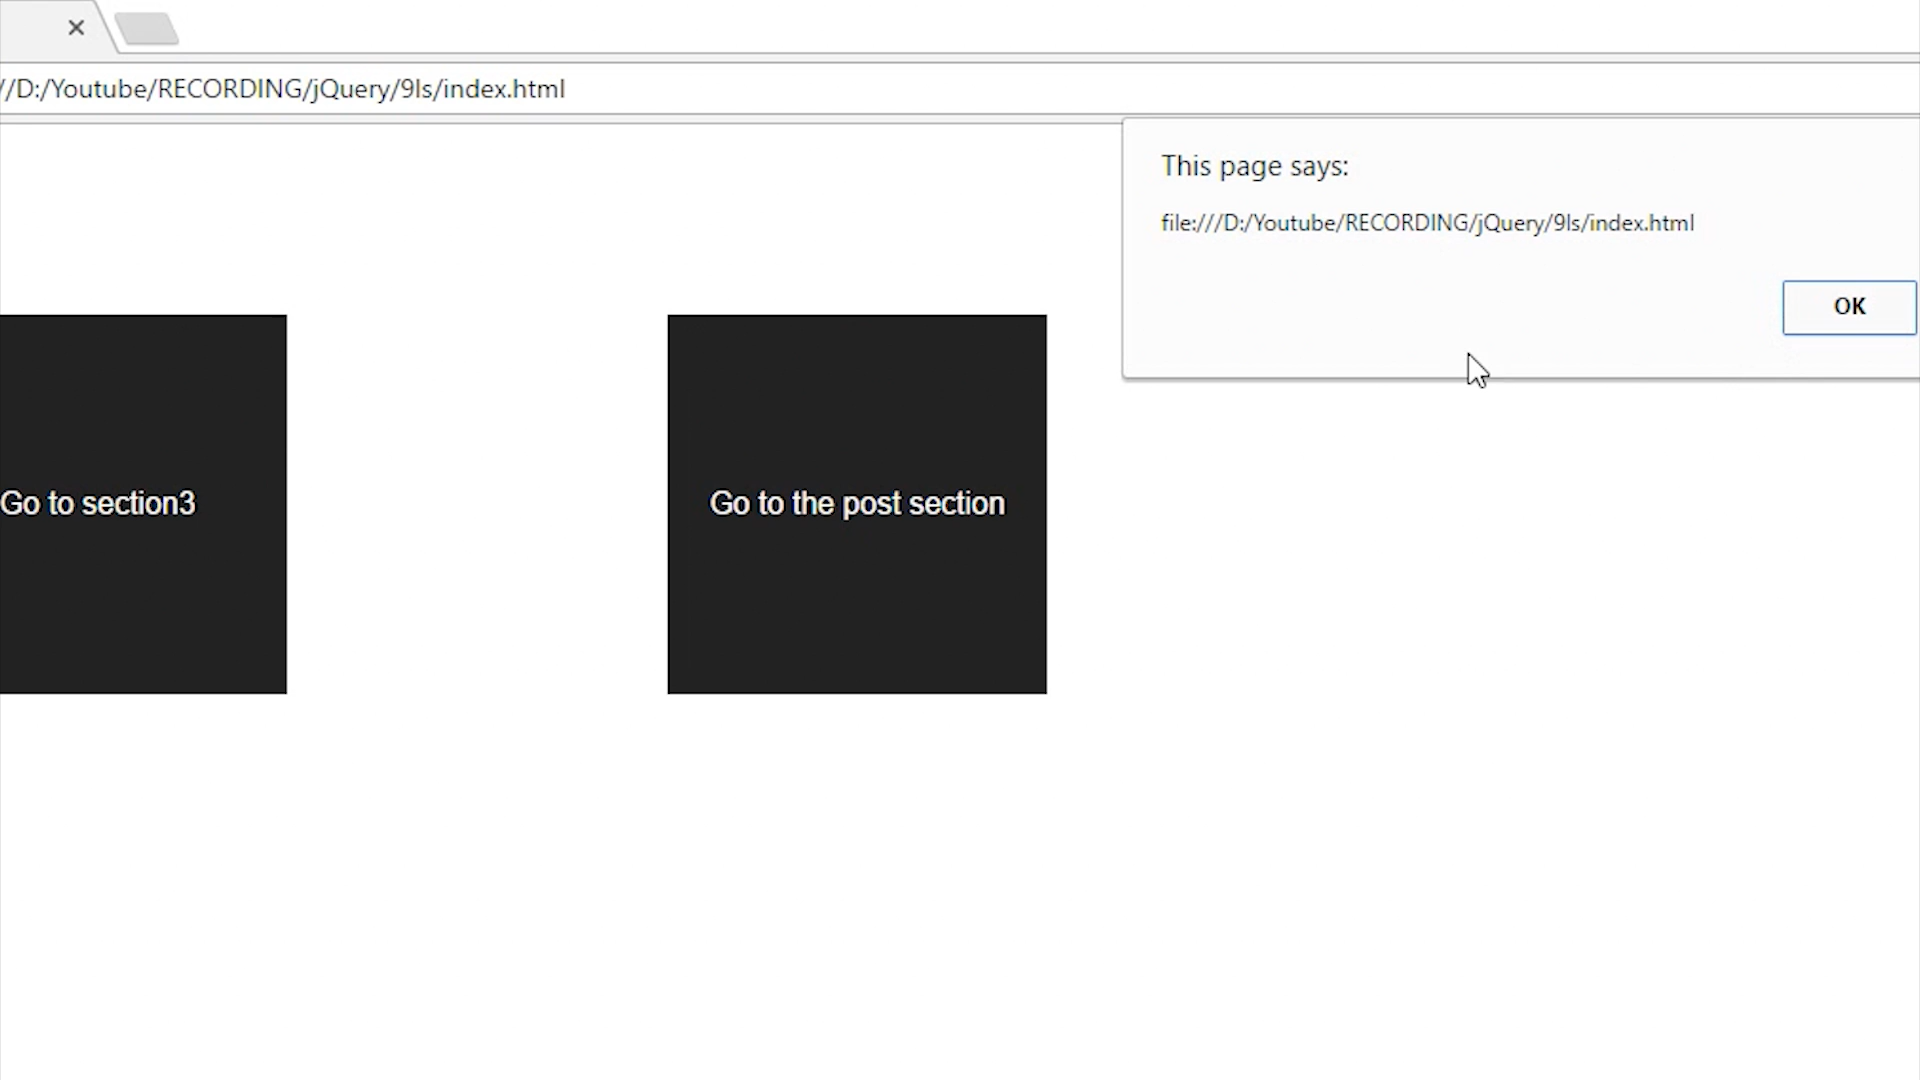 //D:/Youtube/RECORDING/jQuery/9ls/index.html
This page says:
file:///D:/Youtube/RECORDING/jQuery/9ls/index.html
OK
Go to section3
Go to the post section